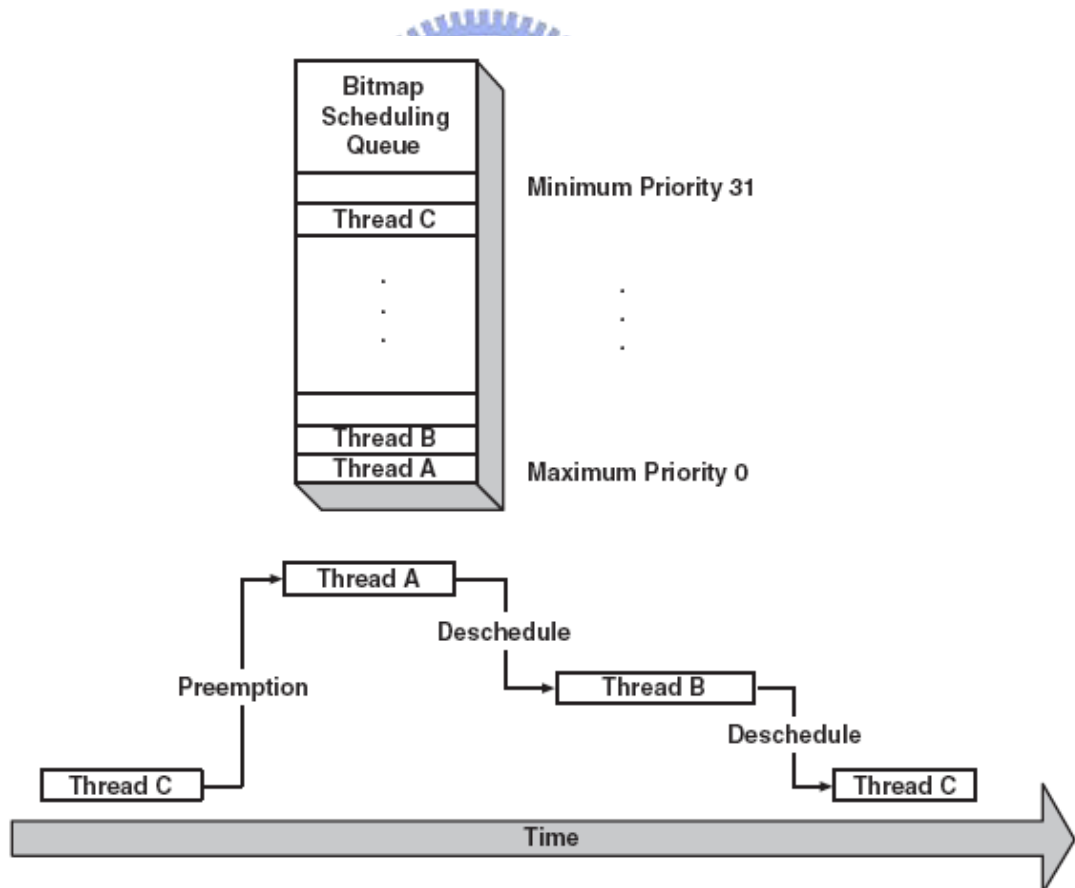 Bitmap
Scheduling
Queue
Minimum Priority 31
Thread C
Thread B
Thread A
Maximum Priority 0
Thread A
Deschedule
Preemption
Thread B
Deschedule
Thread C
Thread C
Time